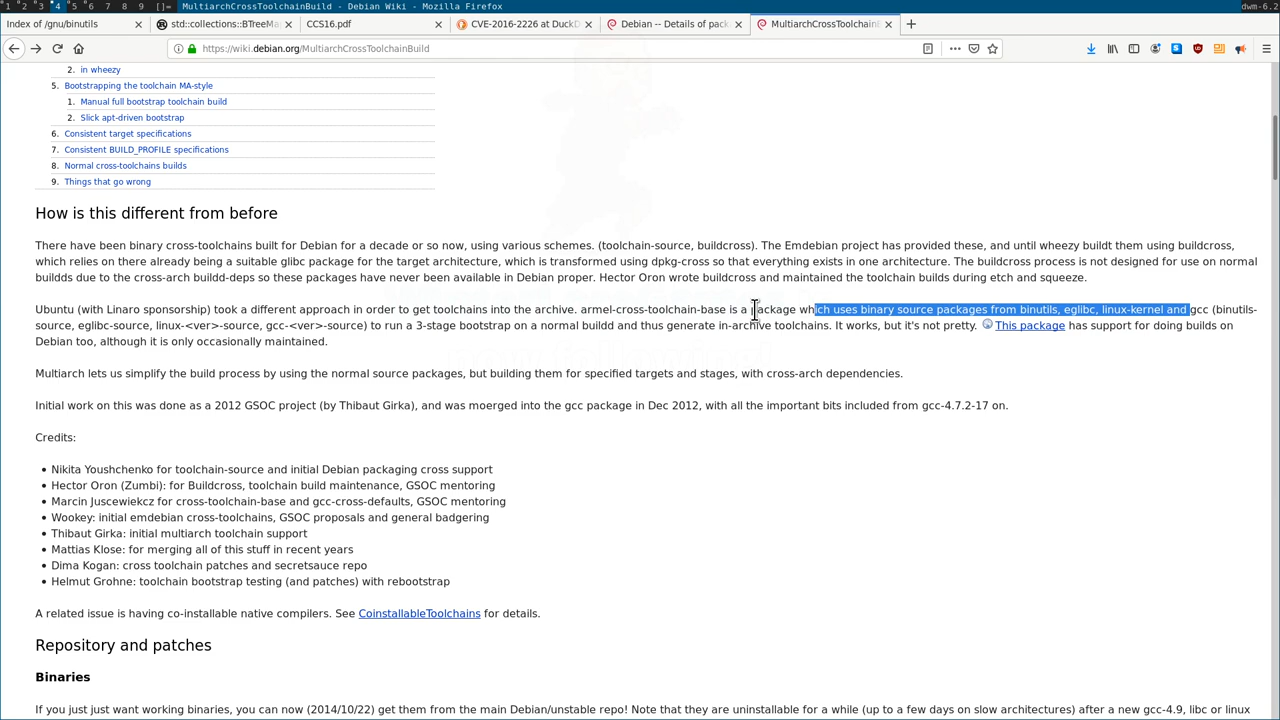 1 2 3 4 5 6 7 8 9 []= MultiarchCrossToolchainBuild - Debian Wiki - Mozilla Firefox dwm-6.2
Index of /gnu/binutils std::collections::BTreeMa CCS16.pdf CVE-2016-2226 at DuckD Debian -- Details of pack MultiarchCrossToolchainB
https://wiki.debian.org/MultiarchCrossToolchainBuild
2. in wheezy
5. Bootstrapping the toolchain MA-style
1. Manual full bootstrap toolchain build
2. Slick apt-driven bootstrap
6. Consistent target specifications
7. Consistent BUILD_PROFILE specifications
8. Normal cross-toolchains builds
9. Things that go wrong
How is this different from before
There have been binary cross-toolchains built for Debian for a decade or so now, using various schemes. (toolchain-source, buildcross). The Emdebian project has provided these, and until wheezy buildt them using buildcross,
which relies on there already being a suitable glibc package for the target architecture, which is transformed using dpkg-cross so that everything exists in one architecture. The buildcross process is not designed for use on normal
buildds due to the cross-arch buildd-deps so these packages have never been available in Debian proper. Hector Oron wrote buildcross and maintained the toolchain builds during etch and squeeze.
Ubuntu (with Linaro sponsorship) took a different approach in order to get toolchains into the archive. armel-cross-toolchain-base is a package which uses binary source packages from binutils, eglibc, linux-kernel and gcc (binutils-
source, eglibc-source, linux-<ver>-source, gcc-<ver>-source) to run a 3-stage bootstrap on a normal buildd and thus generate in-archive toolchains. It works, but it's not pretty. This package has support for doing builds on
Debian too, although it is only occasionally maintained.
Multiarch lets us simplify the build process by using the normal source packages, but building them for specified targets and stages, with cross-arch dependencies.
Initial work on this was done as a 2012 GSOC project (by Thibaut Girka), and was moerged into the gcc package in Dec 2012, with all the important bits included from gcc-4.7.2-17 on.
Credits:
• Nikita Youshchenko for toolchain-source and initial Debian packaging cross support
• Hector Oron (Zumbi): for Buildcross, toolchain build maintenance, GSOC mentoring
• Marcin Juscewiekcz for cross-toolchain-base and gcc-cross-defaults, GSOC mentoring
• Wookey: initial emdebian cross-toolchains, GSOC proposals and general badgering
• Thibaut Girka: initial multiarch toolchain support
• Mattias Klose: for merging all of this stuff in recent years
• Dima Kogan: cross toolchain patches and secretsauce repo
• Helmut Grohne: toolchain bootstrap testing (and patches) with rebootstrap
A related issue is having co-installable native compilers. See CoinstallableToolchains for details.
Repository and patches
Binaries
If you just just want working binaries, you can now (2014/10/22) get them from the main Debian/unstable repo! Note that they are uninstallable for a while (up to a few days on slow architectures) after a new gcc-4.9, libc or linux